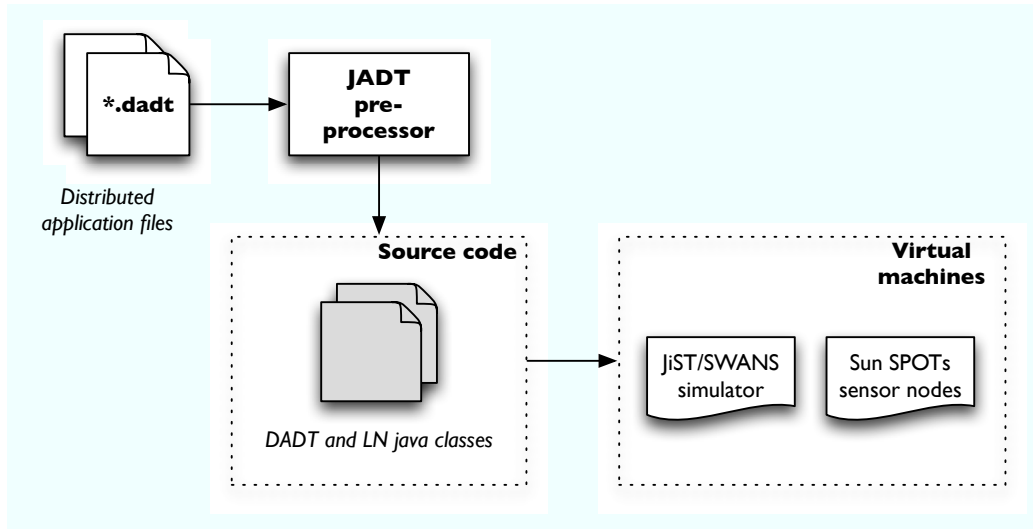 *.dadt
JADT
pre-
processor
Distributed
application files
Source code
DADT and LN java classes
Virtual
machines
JiST/SWANS
simulator
Sun SPOTs
sensor nodes